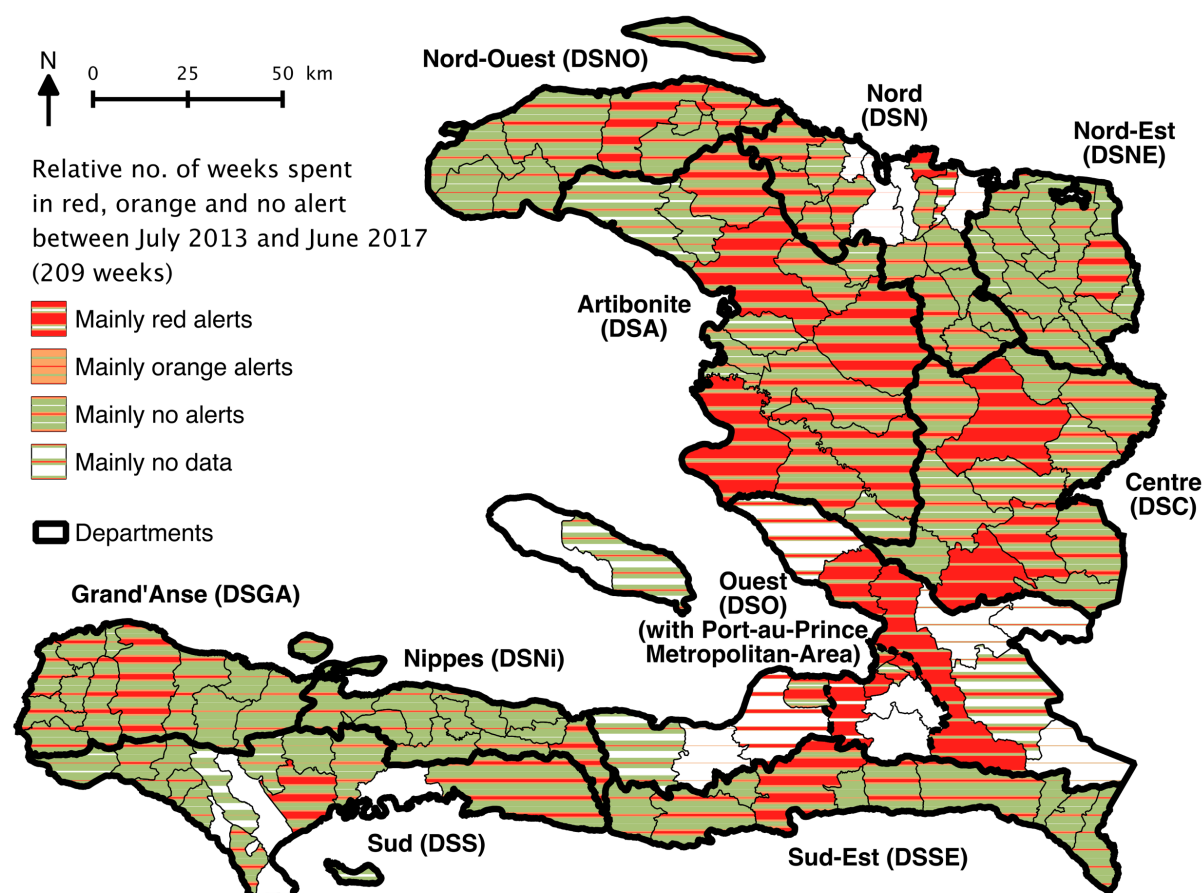 Nord-Ouest (DSNO)
N
0 25 50 km
Nord
(DSN)
Nord-Est
(DSNE)
Relative no. of weeks spent
in red, orange and no alert
between July 2013 and June 2017
(209 weeks)
Mainly red alerts
Mainly orange alerts
Mainly no alerts
Mainly no data
Departments
Artibonite
(DSA)
Centre
(DSC)
Ouest
(DSO)
(with Port-au-Prince
Metropolitan-Area)
Grand'Anse (DSGA)
Nippes (DSNi)
Sud (DSS)
Sud-Est (DSSE)